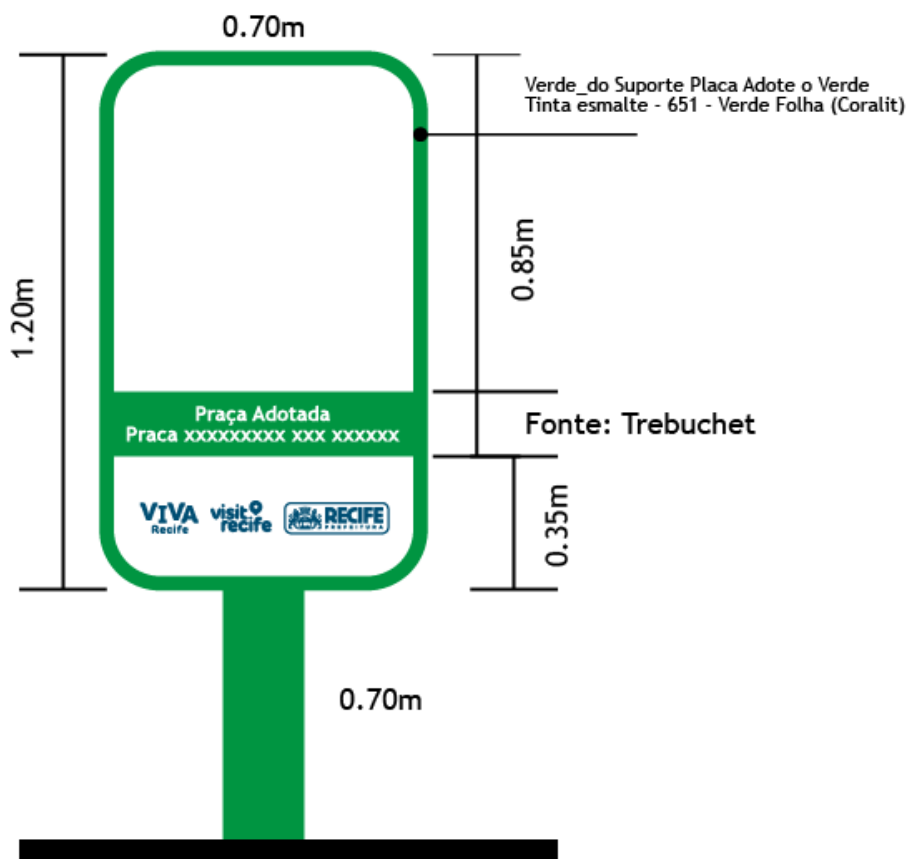 0.70m
Verde_do Suporte Placa Adote o Verde
Tinta esmalte - 651 - Verde Folha (Coralit)
1.20m
0.85m
Praça Adotada
Praca xxxxxxxxx xxx xxxxxx
Fonte: Trebuchet
0.35m
VIVA
Recife
visit
recife
RECIFE
PREFEITURA
0.70m